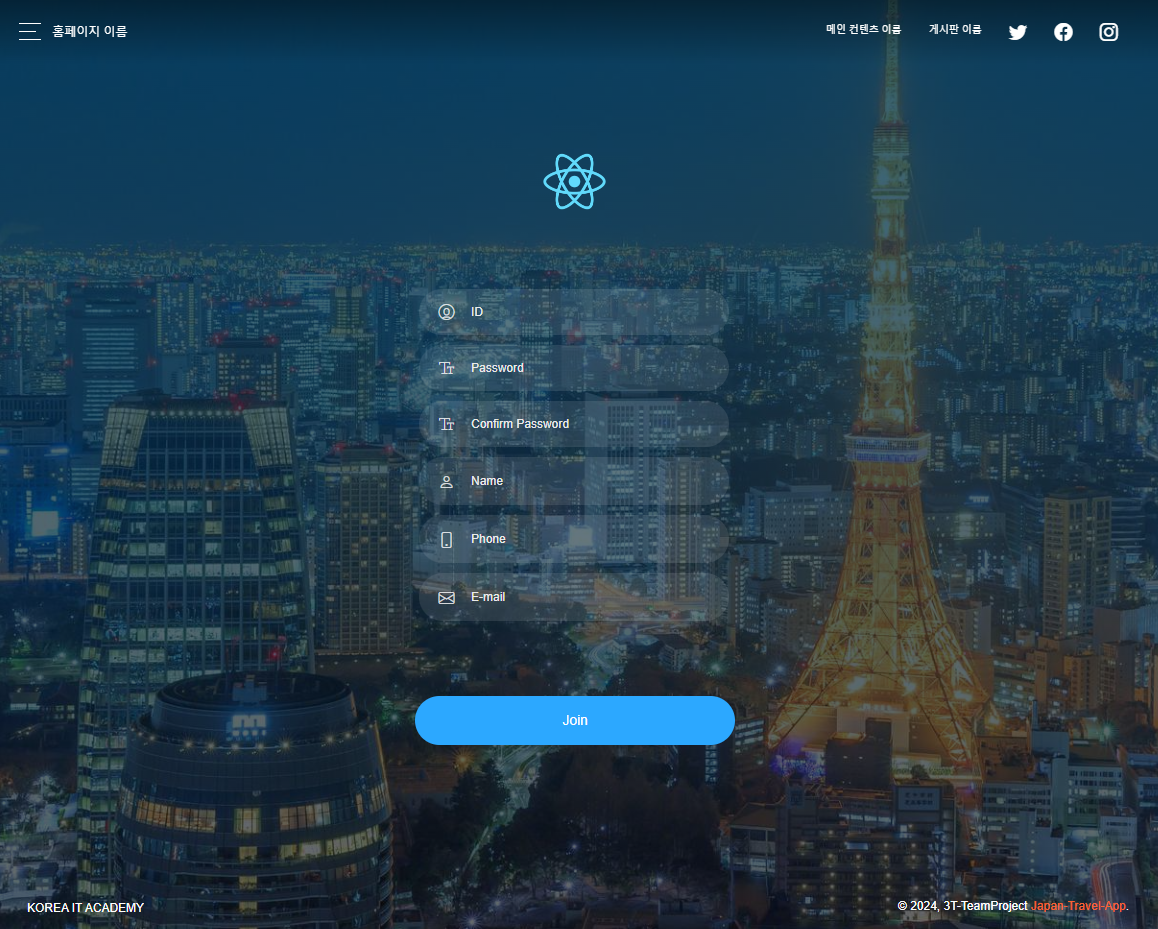 홈페이지 이름
메인 컨텐츠 이름
게시판 이름
ID
Password
Confirm Password
Name
Phone
E-mail
Join
KOREA IT ACADEMY
© 2024, 3T-TeamProject Japan-Travel-App.